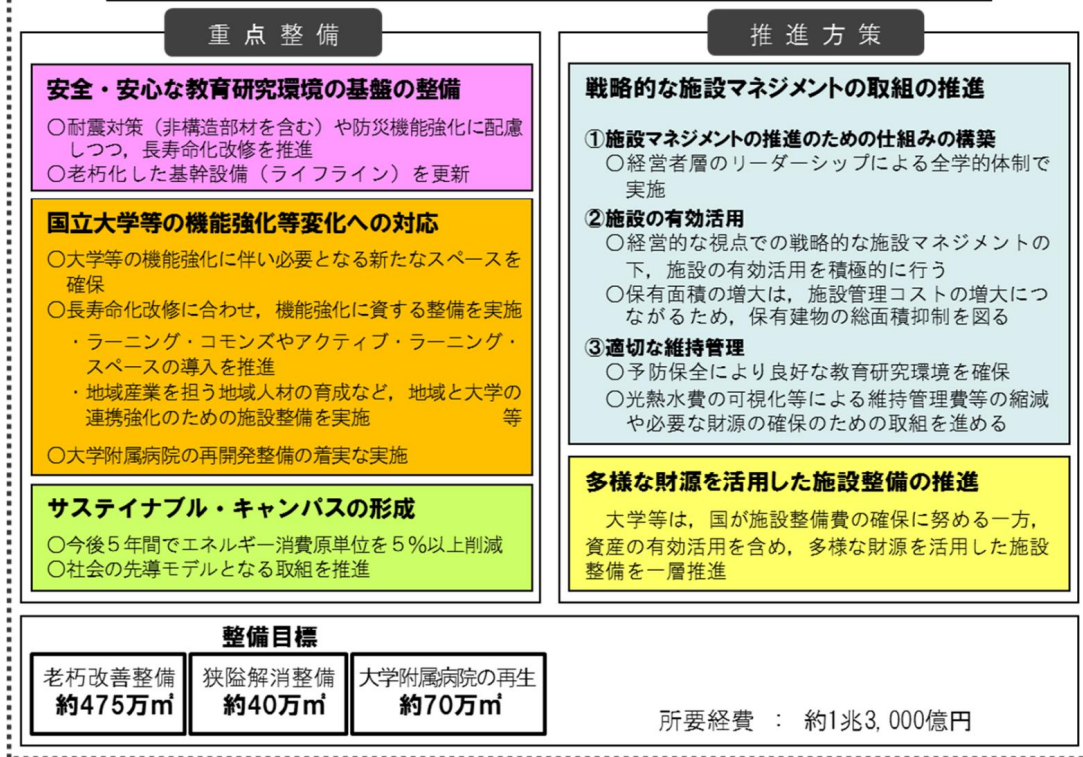 重点整備
安全・安心な教育研究環境の基盤の整備
○耐震対策（非構造部材を含む）や防災機能強化に配慮
しつつ，長寿命化改修を推進
○老朽化した基幹設備（ライフライン）を更新
国立大学等の機能強化等変化への対応
○大学等の機能強化に伴い必要となる新たなスペースを
確保
○長寿命化改修に合わせ，機能強化に資する整備を実施
・ラーニング・コモンズやアクティブ・ラーニング・
スペースの導入を推進
・地域産業を担う地域人材の育成など，地域と大学の
連携強化のための施設整備を実施 等
○大学附属病院の再開発整備の着実な実施
サステイナブル・キャンパスの形成
○今後５年間でエネルギー消費原単位を５％以上削減
○社会の先導モデルとなる取組を推進
推進方策
戦略的な施設マネジメントの取組の推進
①施設マネジメントの推進のための仕組みの構築
○経営者層のリーダーシップによる全学的体制で
実施
②施設の有効活用
○経営的な視点での戦略的な施設マネジメントの
下，施設の有効活用を積極的に行う
○保有面積の増大は，施設管理コストの増大につ
ながるため，保有建物の総面積抑制を図る
③適切な維持管理
○予防保全により良好な教育研究環境を確保
○光熱水費の可視化等による維持管理費等の縮減
や必要な財源の確保のための取組を進める
多様な財源を活用した施設整備の推進
大学等は，国が施設整備費の確保に努める一方，
資産の有効活用を含め，多様な財源を活用した施設
整備を一層推進
整備目標
老朽改善整備
約475万㎡
狭隘解消整備
約40万㎡
大学附属病院の再生
約70万㎡
所要経費 ： 約1兆3,000億円